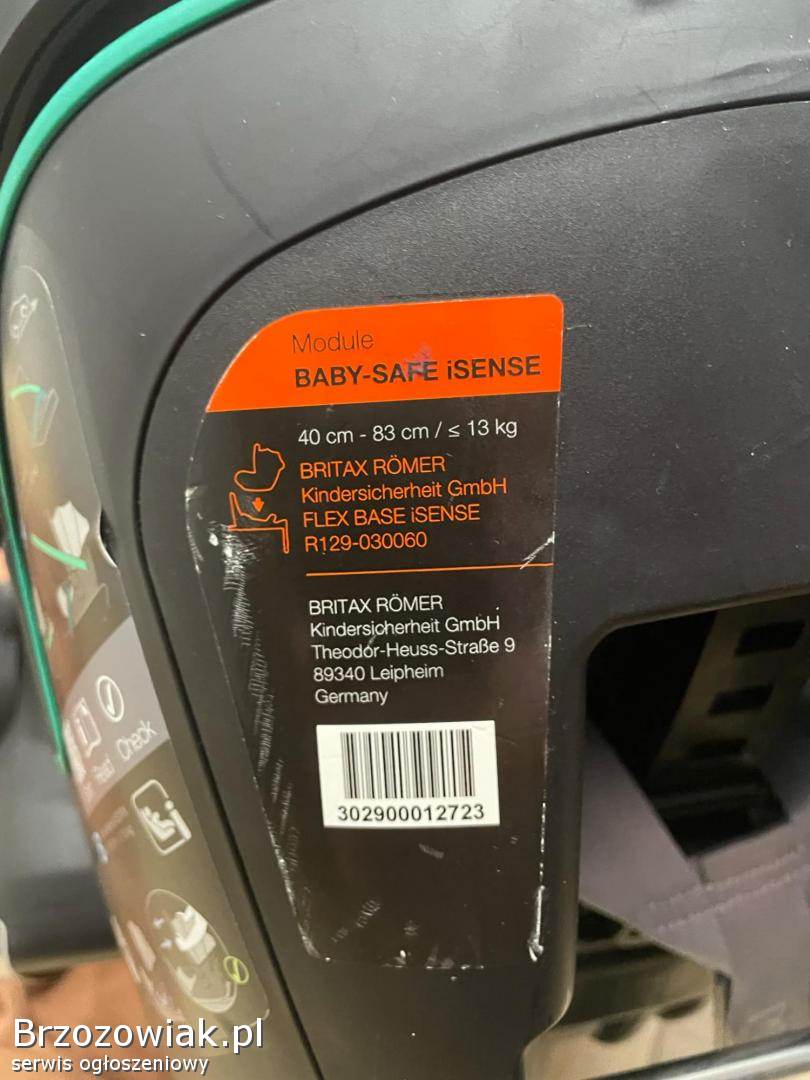 Module
BABY-SAFE iSENSE
40 cm - 83 cm / ≤ 13 kg
BRITAX RÖMER
Kindersicherheit GmbH
FLEX BASE iSENSE
R129-030060
BRITAX RÖMER
Kindersicherheit GmbH
Theodor-Heuss-Straße 9
89340 Leipheim
Germany
302900012723
Read
Check
Brzozowiak.pl
serwis ogłoszeniowy